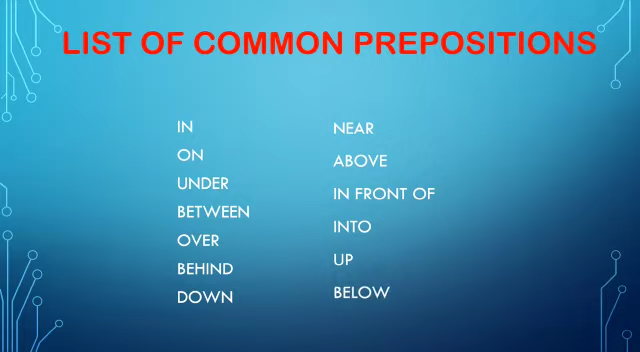 LIST OF COMMON PREPOSITIONS
IN
ON
UNDER
BETWEEN
OVER
BEHIND
DOWN
NEAR
ABOVE
IN FRONT OF
INTO
UP
BELOW